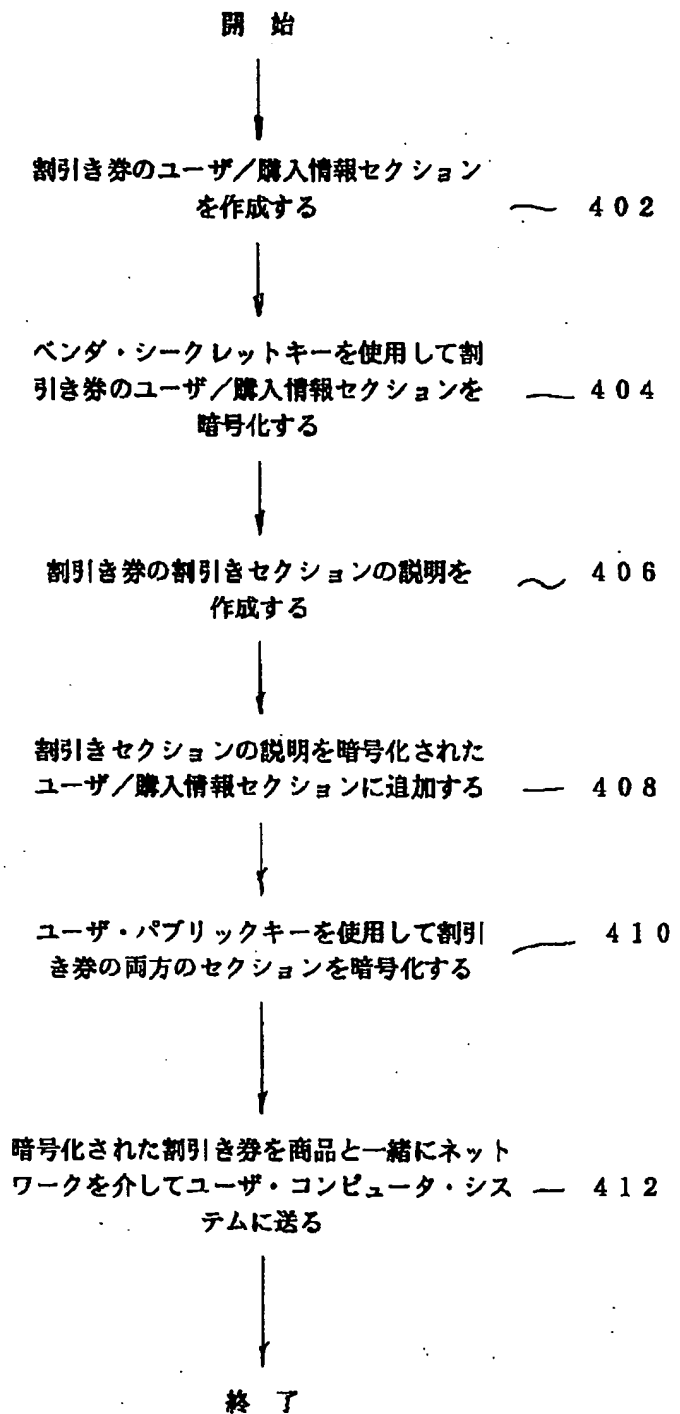 開 始
割引き券のユーザ／購入情報セクション
を作成する 402
ベンダ・シークレットキーを使用して割
引き券のユーザ／購入情報セクションを 404
暗号化する
割引き券の割引きセクションの説明を 406
作成する
割引きセクションの説明を暗号化された
ユーザ／購入情報セクションに追加する 408
ユーザ・パブリックキーを使用して割引 410
き券の両方のセクションを暗号化する
暗号化された割引き券を商品と一緒にネット
ワークを介してユーザ・コンピュータ・シス 412
テムに送る
終 了